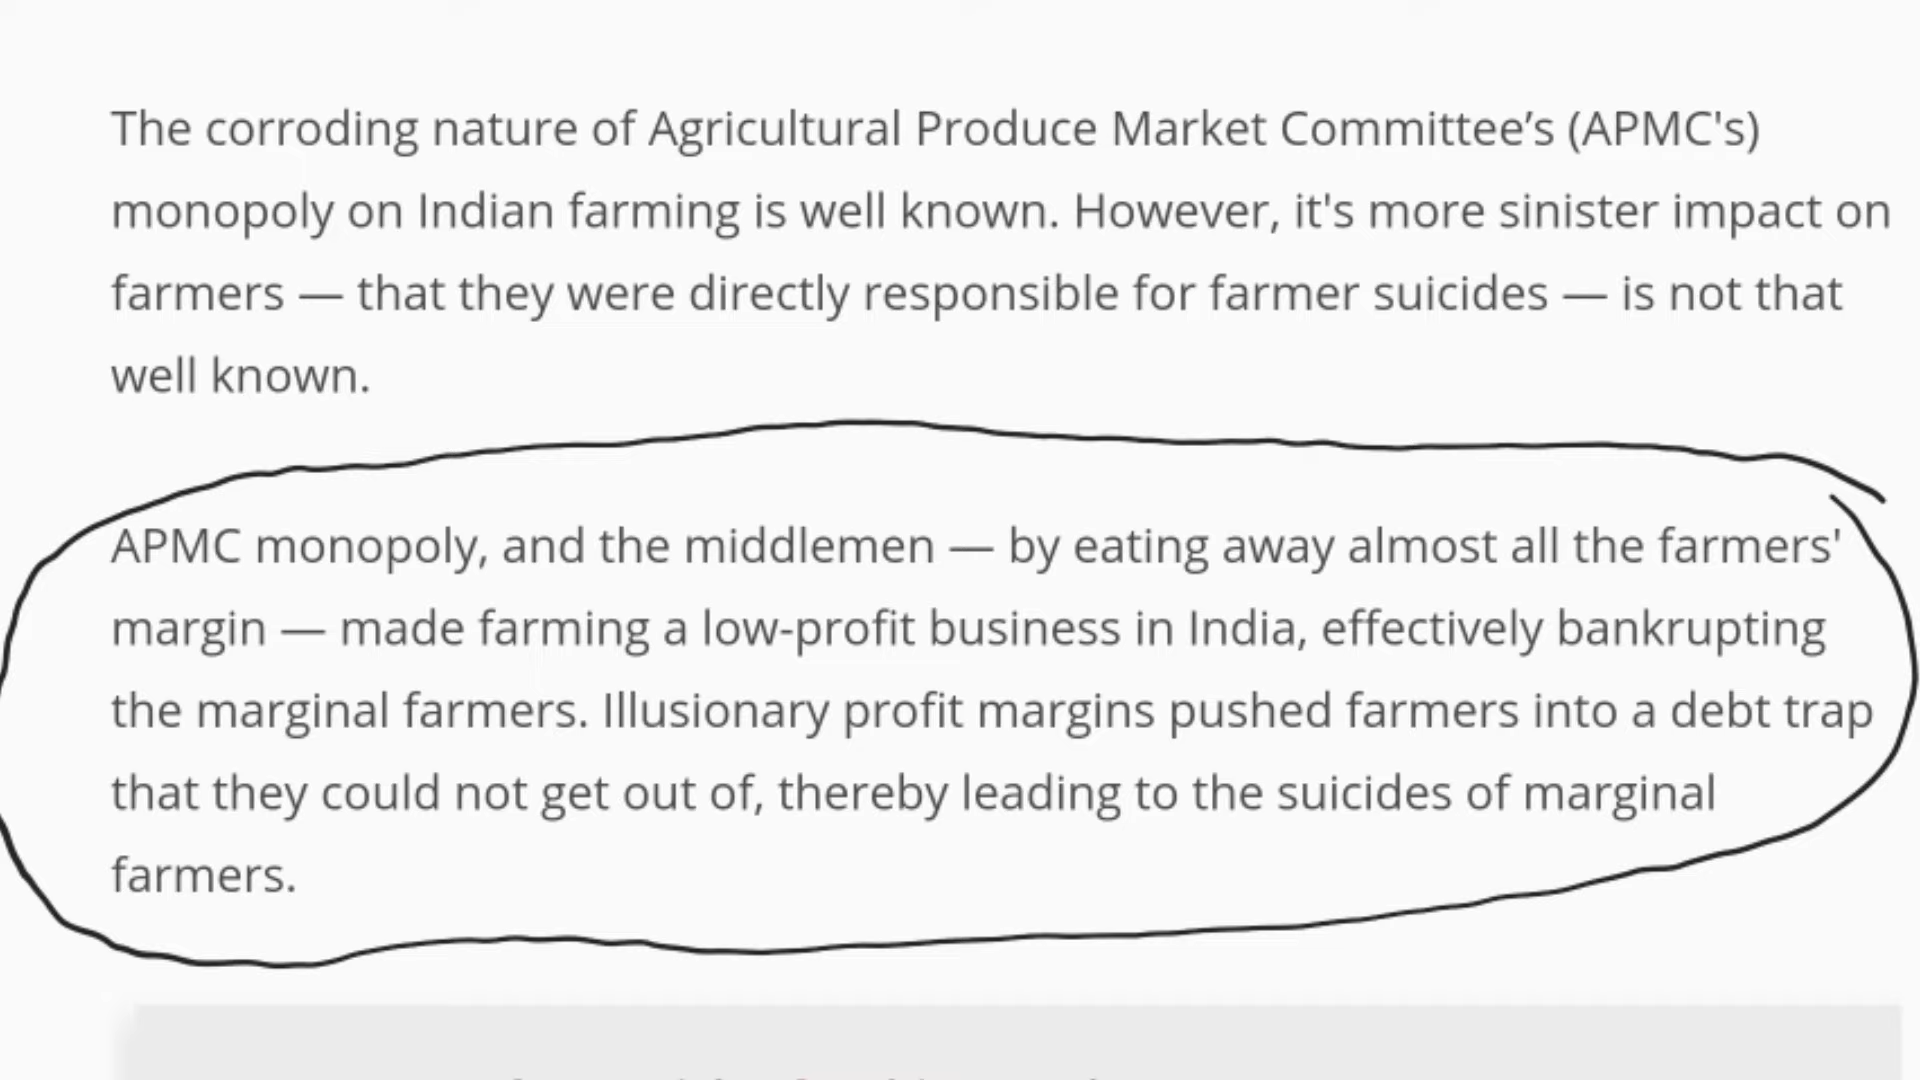 The corroding nature of Agricultural Produce Market Committee’s (APMC's)
monopoly on Indian farming is well known. However, it's more sinister impact on
farmers — that they were directly responsible for farmer suicides — is not that
well known.
APMC monopoly, and the middlemen — by eating away almost all the farmers'
margin — made farming a low-profit business in India, effectively bankrupting
the marginal farmers. Illusionary profit margins pushed farmers into a debt trap
that they could not get out of, thereby leading to the suicides of marginal
farmers.